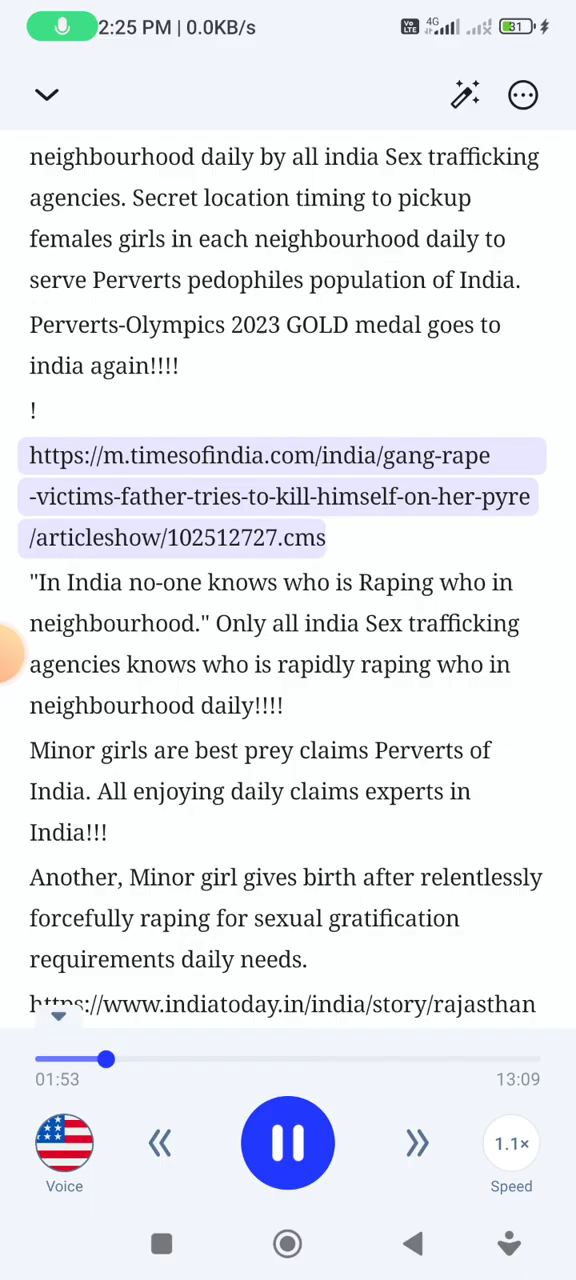 2:25 PM | 0.0KB/s
Vo
LTE
4G
31
neighbourhood daily by all india Sex trafficking
agencies. Secret location timing to pickup
females girls in each neighbourhood daily to
serve Perverts pedophiles population of India.
Perverts-Olympics 2023 GOLD medal goes to
india again!!!!
!
https://m.timesofindia.com/india/gang-rape
-victims-father-tries-to-kill-himself-on-her-pyre
/articleshow/102512727.cms
"In India no-one knows who is Raping who in
neighbourhood." Only all india Sex trafficking
agencies knows who is rapidly raping who in
neighbourhood daily!!!!
Minor girls are best prey claims Perverts of
India. All enjoying daily claims experts in
India!!!
Another, Minor girl gives birth after relentlessly
forcefully raping for sexual gratification
requirements daily needs.
https://www.indiatoday.in/india/story/rajasthan
01:53
13:09
1.1×
Voice
Speed